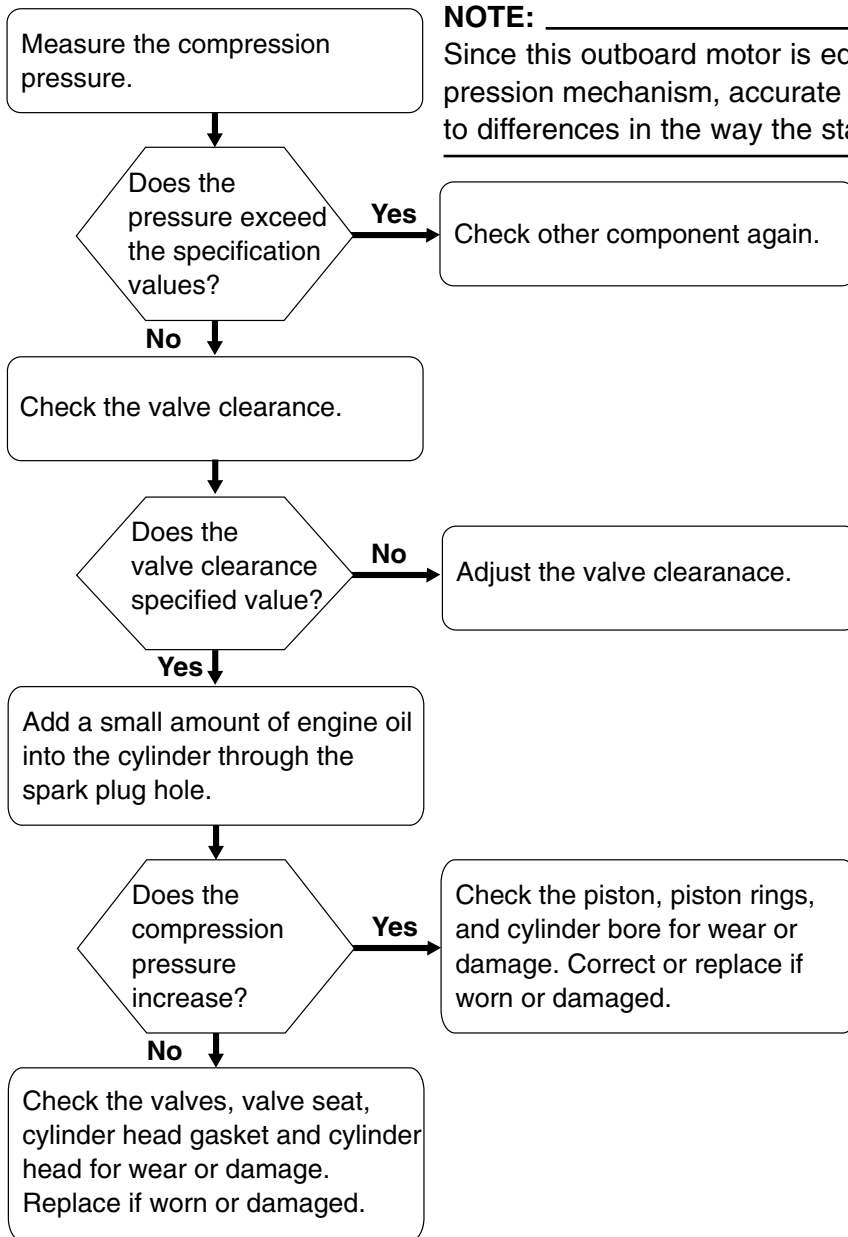 Measure the compression
pressure.
NOTE:
Since this outboard motor is
pression mechanism, accurate
to differences in the way the
Does the
pressure exceed
the specification
values?
Yes
Check other component again.
No
Check the valve clearance.
Does the
valve clearance
specified value?
No
Adjust the valve clearanace.
Yes
Add a small amount of engine oil
into the cylinder through the
spark plug hole.
Does the
compression
pressure
increase?
Yes
Check the piston, piston rings,
and cylinder bore for wear or
damage. Correct or replace if
worn or damaged.
No
Check the valves, valve seat,
cylinder head gasket and cylinder
head for wear or damage.
Replace if worn or damaged.